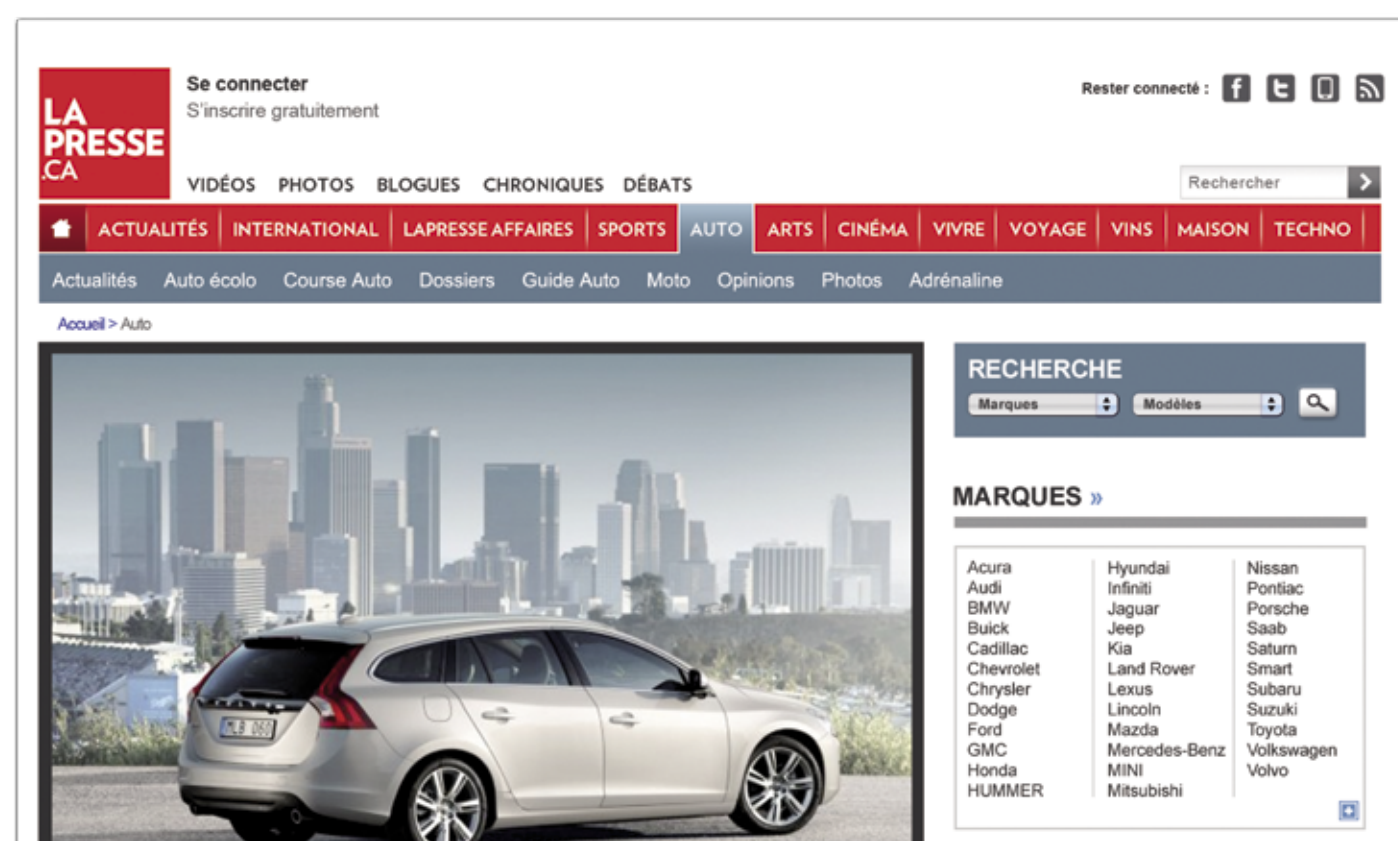 LA
PRESSE
.CA
Se connecter
S'inscrire gratuitement
Rester connecté :
VIDÉOS PHOTOS BLOGUES CHRONIQUES DÉBATS
Rechercher
ACTUALITÉS INTERNATIONAL LAPRESSE AFFAIRES SPORTS AUTO ARTS CINÉMA VIVRE VOYAGE VINS MAISON TECHNO
Actualités Auto écolo Course Auto Dossiers Guide Auto Moto Opinions Photos Adrénaline
Accueil > Auto
MLB 060
RECHERCHE
Marques Modèles
MARQUES »
Acura
Audi
BMW
Buick
Cadillac
Chevrolet
Chrysler
Dodge
Ford
GMC
Honda
HUMMER
Hyundai
Infiniti
Jaguar
Jeep
Kia
Land Rover
Lexus
Lincoln
Mazda
Mercedes-Benz
MINI
Mitsubishi
Nissan
Pontiac
Porsche
Saab
Saturn
Smart
Subaru
Suzuki
Toyota
Volkswagen
Volvo